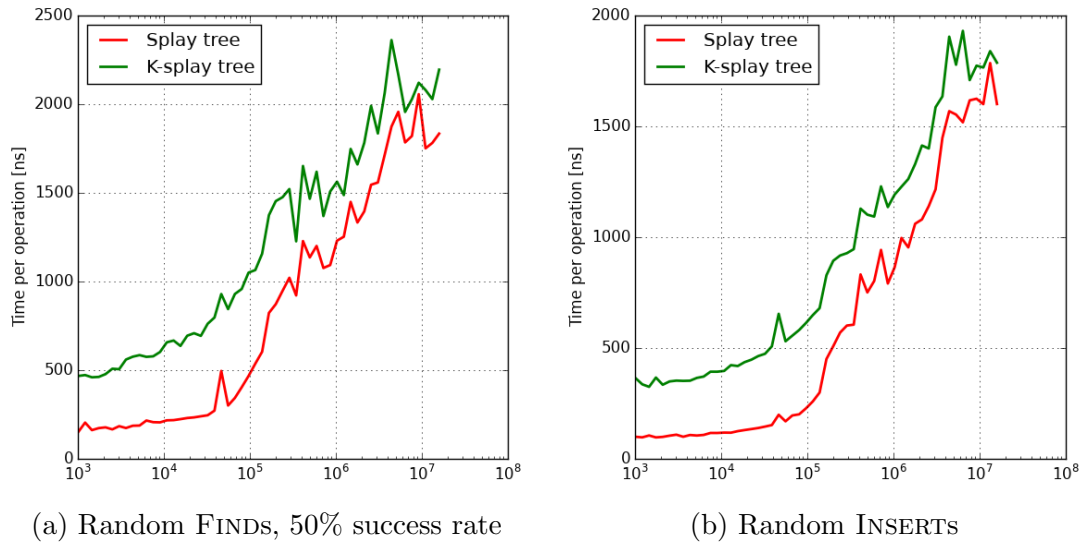 2500
2000
1500
1000
500
0
Time per operation [ns]
Splay tree
K-splay tree
10³ 10⁴ 10⁵ 10⁶ 10⁷ 10⁸
(a) Random FINDs, 50% success rate
2000
1500
1000
500
0
Time per operation [ns]
Splay tree
K-splay tree
10³ 10⁴ 10⁵ 10⁶ 10⁷ 10⁸
(b) Random INSERTs